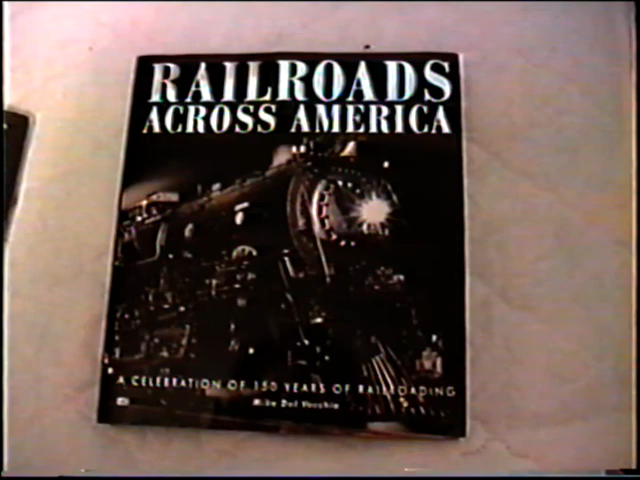 RAILROADS
ACROSS AMERICA
A CELEBRATION OF 150 YEARS OF RAILROADING
Mike Del Vecchio